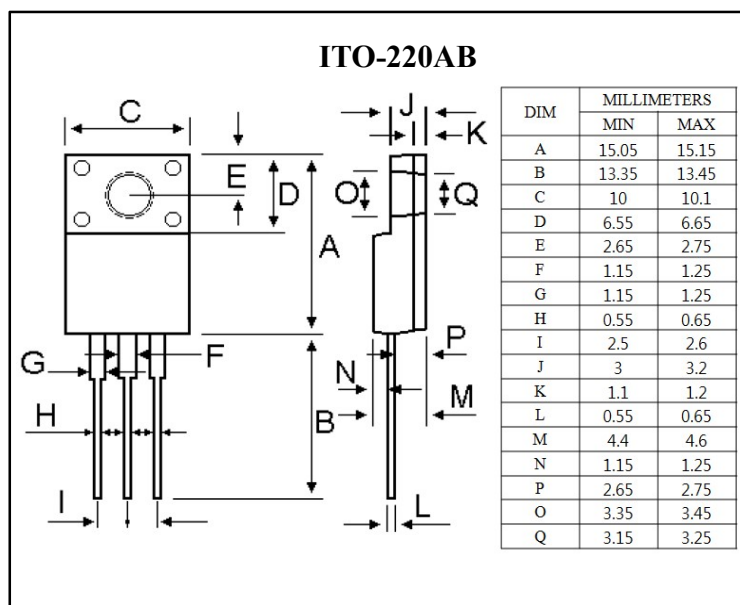 ITO-220AB
C
E
D
A
G
F
H
B
I
J
K
O
Q
P
N
M
L
DIM MILLIMETERS
MIN MAX
A 15.05 15.15
B 13.35 13.45
C 10 10.1
D 6.55 6.65
E 2.65 2.75
F 1.15 1.25
G 1.15 1.25
H 0.55 0.65
I 2.5 2.6
J 3 3.2
K 1.1 1.2
L 0.55 0.65
M 4.4 4.6
N 1.15 1.25
P 2.65 2.75
O 3.35 3.45
Q 3.15 3.25